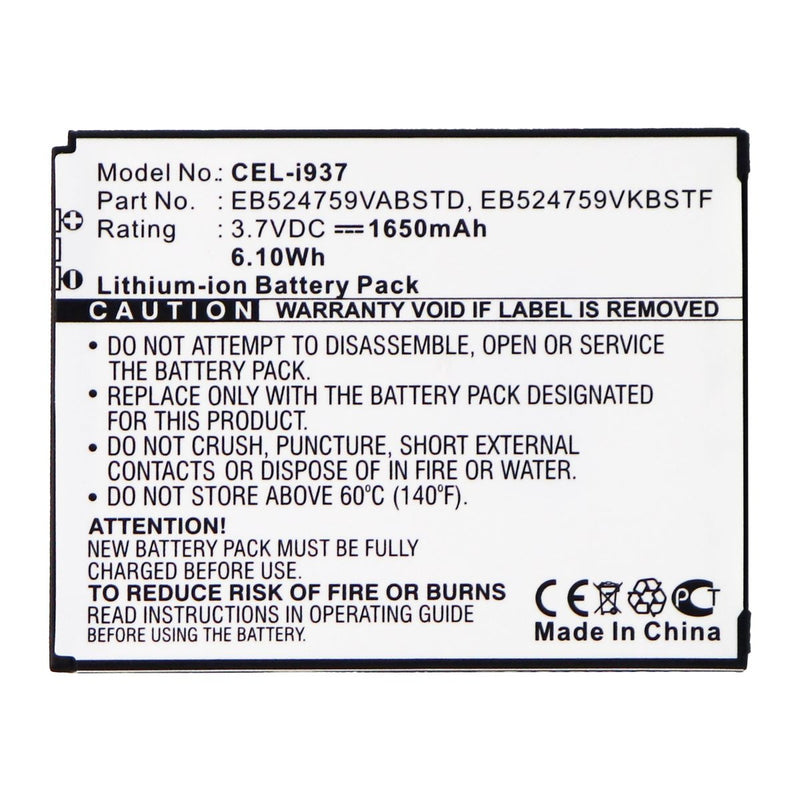 Model No.: CEL-i937
Part No. : EB524759VABSTD, EB524759VKBSTF
Rating : 3.7VDC ⎓ 1650mAh
6.10Wh
Lithium-ion Battery Pack
CAUTION WARRANTY VOID IF LABEL IS REMOVED
• DO NOT ATTEMPT TO DISASSEMBLE, OPEN OR SERVICE
THE BATTERY PACK.
• REPLACE ONLY WITH THE BATTERY PACK DESIGNATED
FOR THIS PRODUCT.
• DO NOT CRUSH, PUNCTURE, SHORT EXTERNAL
CONTACTS OR DISPOSE OF IN FIRE OR WATER.
• DO NOT STORE ABOVE 60°C (140°F).
ATTENTION!
NEW BATTERY PACK MUST BE FULLY
CHARGED BEFORE USE.
TO REDUCE RISK OF FIRE OR BURNS
READ INSTRUCTIONS IN OPERATING GUIDE
BEFORE USING THE BATTERY.
CE PCT
Made In China